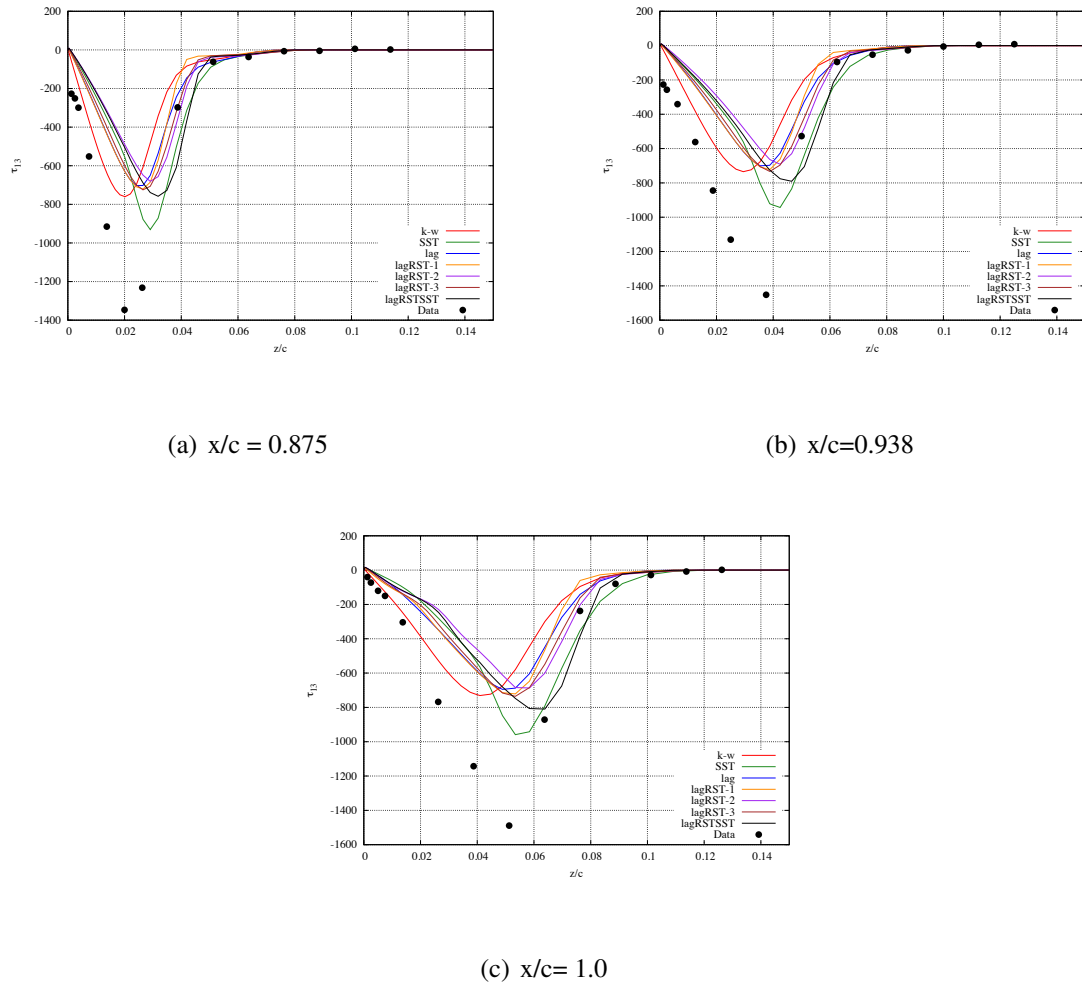 200
0
-200
-400
-600
-800
-1000
-1200
-1400
τ13
0 0.02 0.04 0.06 0.08 0.1 0.12 0.14
z/c
k-w
SST
lag
lagRST-1
lagRST-2
lagRST-3
lagRSTSST
Data
(a) x/c = 0.875
200
0
-200
-400
-600
-800
-1000
-1200
-1400
-1600
τ13
0 0.02 0.04 0.06 0.08 0.1 0.12 0.14
z/c
k-w
SST
lag
lagRST-1
lagRST-2
lagRST-3
lagRSTSST
Data
(b) x/c=0.938
200
0
-200
-400
-600
-800
-1000
-1200
-1400
-1600
τ13
0 0.02 0.04 0.06 0.08 0.1 0.12 0.14
z/c
k-w
SST
lag
lagRST-1
lagRST-2
lagRST-3
lagRSTSST
Data
(c) x/c= 1.0